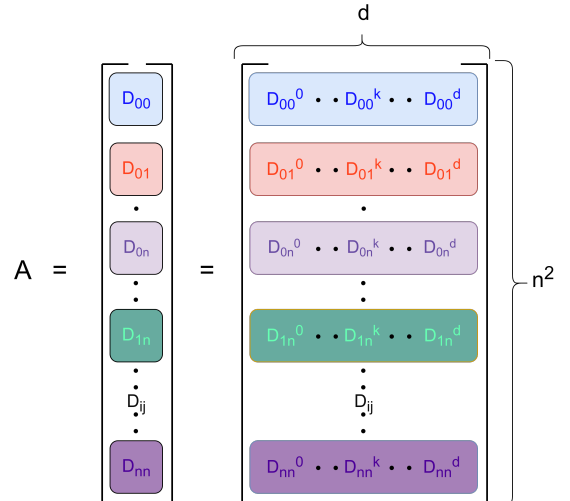 d
D00 D00^0 · · D00^k · · D00^d
D01 D01^0 · · D01^k · · D01^d
D0n D0n^0 · · D0n^k · · D0n^d
A = = n^2
D1n D1n^0 · · D1n^k · · D1n^d
Dij Dij
Dnn Dnn^0 · · Dnn^k · · Dnn^d